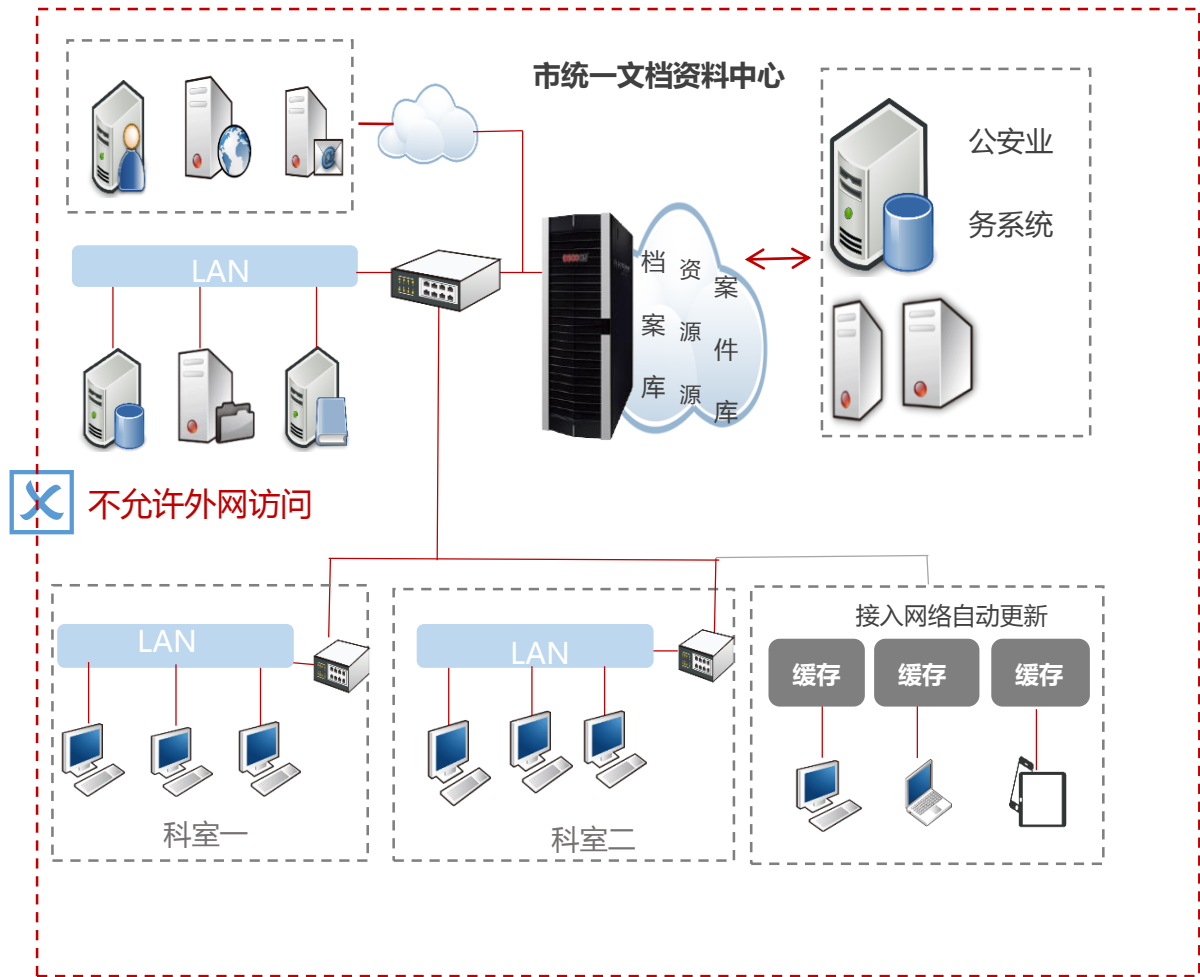 市统一文档资料中心
公安业
务系统
LAN
档案库
资源源
案件库
不允许外网访问
LAN
LAN
接入网络自动更新
缓存
缓存
缓存
科室一
科室二